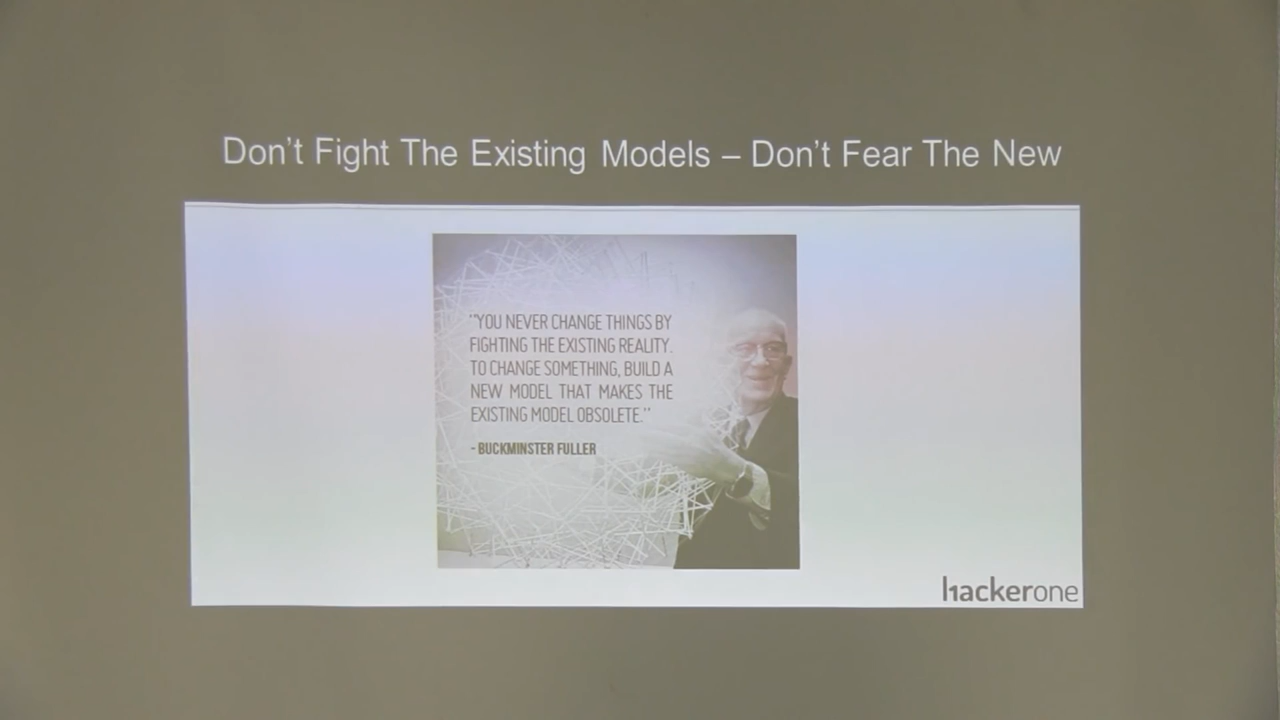 Don't Fight The Existing Models – Don't Fear The New
"YOU NEVER CHANGE THINGS BY
FIGHTING THE EXISTING REALITY.
TO CHANGE SOMETHING, BUILD A
NEW MODEL THAT MAKES THE
EXISTING MODEL OBSOLETE."
- BUCKMINSTER FULLER
hackerone